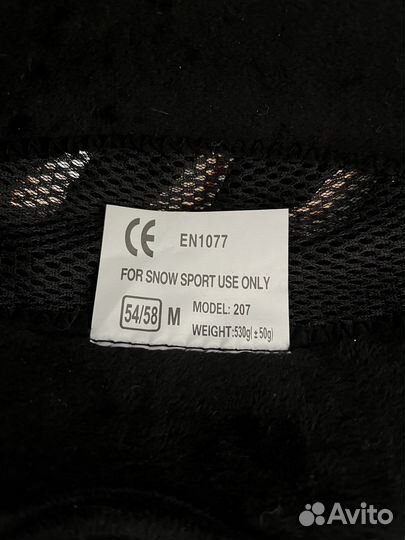 CE EN1077
FOR SNOW SPORT USE ONLY
54/58 M MODEL: 207
WEIGHT:530g(±50g)
Avito